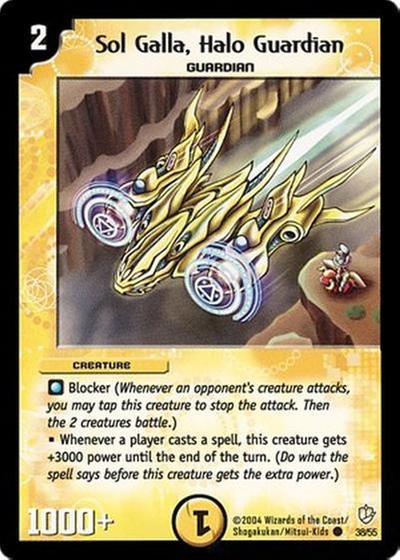 2
Sol Galla, Halo Guardian
GUARDIAN
CREATURE
Blocker (Whenever an opponent's creature attacks,
you may tap this creature to stop the attack. Then
the 2 creatures battle.)
▪ Whenever a player casts a spell, this creature gets
+3000 power until the end of the turn. (Do what the
spell says before this creature gets the extra power.)
1000+
1
©2004 Wizards of the Coast/
Shogakukan/Mitsui-Kids ● 38/55